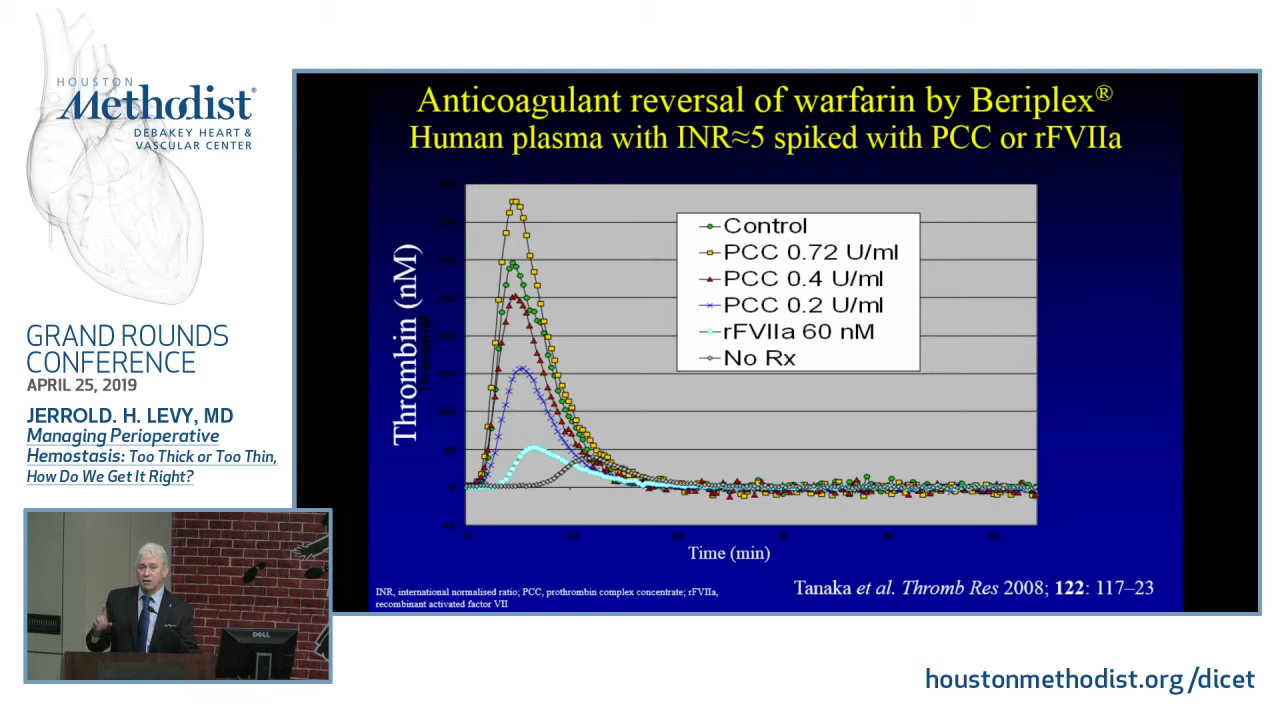 HOUSTON
Methodist®
DEBAKEY HEART &
VASCULAR CENTER
GRAND ROUNDS
CONFERENCE
APRIL 25, 2019
JERROLD. H. LEVY, MD
Managing Perioperative
Hemostasis: Too Thick or Too Thin,
How Do We Get It Right?
Anticoagulant reversal of warfarin by Beriplex®
Human plasma with INR≈5 spiked with PCC or rFVIIa
Thrombin (nM)
Control
PCC 0.72 U/ml
PCC 0.4 U/ml
PCC 0.2 U/ml
rFVIIa 60 nM
No Rx
Time (min)
INR, international normalised ratio; PCC, prothrombin complex concentrate; rFVIIa,
recombinant activated factor VII
Tanaka et al. Thromb Res 2008; 122: 117–23
DELL
houstonmethodist.org/dicet